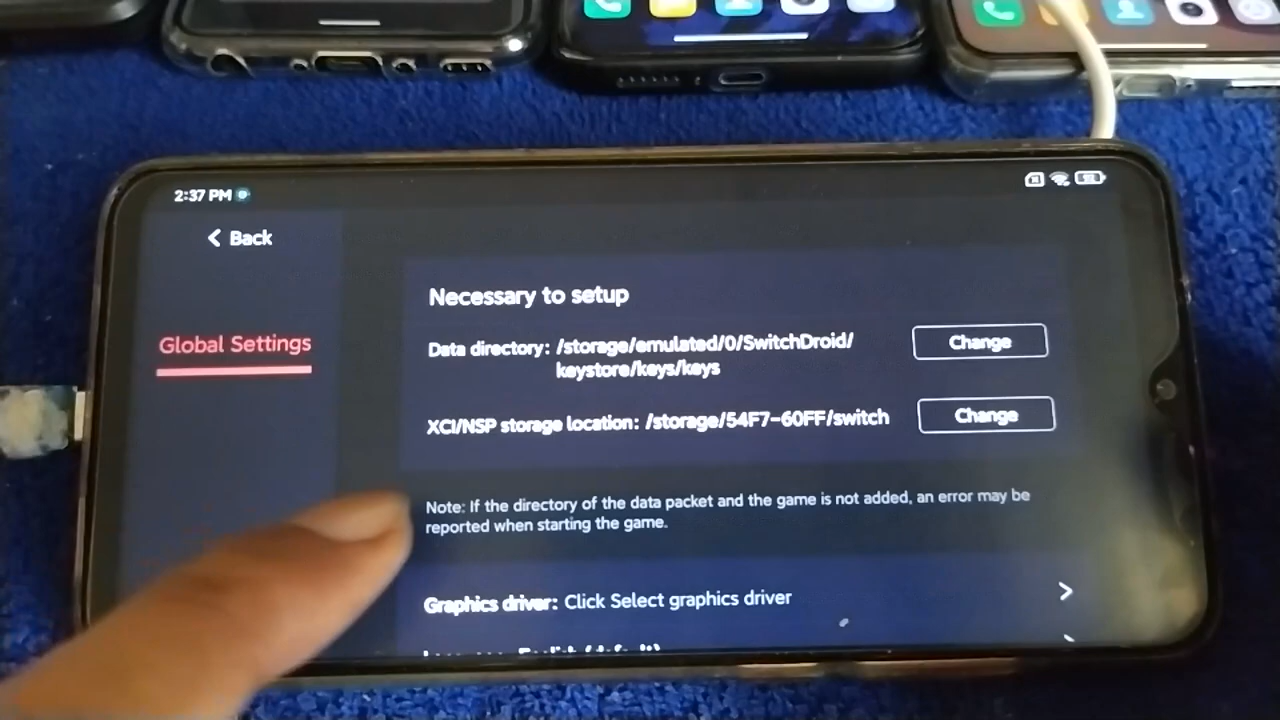 2:37 PM
Back
Global Settings
Necessary to setup
Data directory: /storage/emulated/0/SwitchDroid/
keystore/keys/keys
Change
XCI/NSP storage location: /storage/54F7-60FF/switch
Change
Note: If the directory of the data packet and the game is not added, an error may be
reported when starting the game.
Graphics driver: Click Select graphics driver